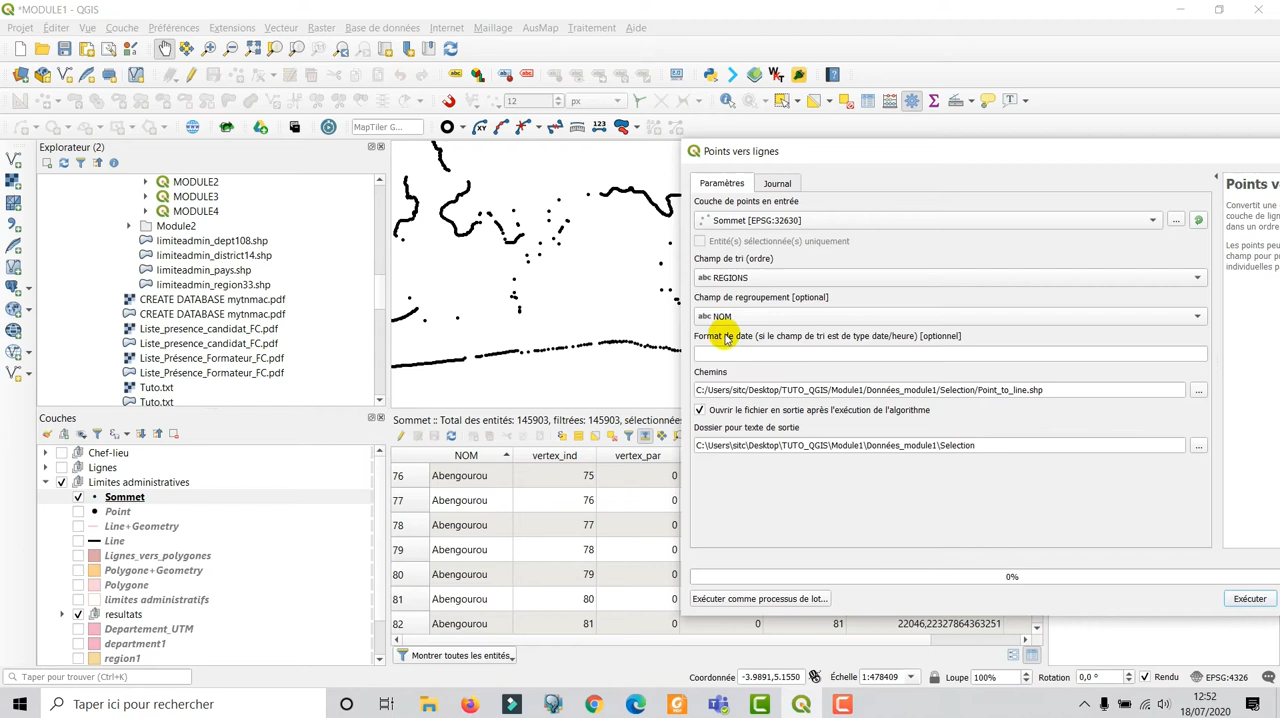 *MODULE1 - QGIS
Projet Éditer Vue Couche Préférences Extensions Vecteur Raster Base de données Internet Maillage AusMap Traitement Aide
12 px
MapTiler G...
Explorateur (2)
MODULE2
MODULE3
MODULE4
Module2
limiteadmin_dept108.shp
limiteadmin_district14.shp
limiteadmin_pays.shp
limiteadmin_region33.shp
CREATE DATABASE mytnmac.pdf
CREATE DATABASE mytnmac.pdf
Liste_presence_candidat_FC.pdf
Liste_Présence_Formateur_FC.pdf
Liste_presence_candidat_FC.pdf
Liste_Présence_Formateur_FC.pdf
Tuto.txt
Tuto.txt
Couches
Chef-lieu
Lignes
Limites administratives
Sommet
Point
Line+Geometry
Line
Lignes_vers_polygones
Polygone+Geometry
Polygone
limites administratifs
resultats
Departement_UTM
department1
region1
Sommet :: Total des entités: 145903, filtrées: 145903, sélectionnée
NOM vertex_ind vertex_par
76 Abengourou 75 0
77 Abengourou 76 0
78 Abengourou 77 0
79 Abengourou 78 0
80 Abengourou 79 0
81 Abengourou 80 0
82 Abengourou 81 0 0 81 22046,22327864363251
Montrer toutes les entités
Points vers lignes
Paramètres Journal
Couche de points en entrée
Sommet [EPSG:32630]
Entité(s) sélectionnée(s) uniquement
Champ de tri (ordre)
abc REGIONS
Champ de regroupement [optional]
abc NOM
Format de date (si le champ de tri est de type date/heure) [optionnel]
Chemins
C:/Users/sitc/Desktop/TUTO_QGIS/Module1/Données_module1/Selection/Point_to_line.shp
Ouvrir le fichier en sortie après l'exécution de l'algorithme
Dossier pour texte de sortie
C:\Users\sitc\Desktop\TUTO_QGIS\Module1\Données_module1\Selection
0%
Exécuter comme processus de lot... Exécuter
Points v
Convertit une c
couche de lign
dans un ordre
Les points peu
champ pour p
individuelles p
Taper pour trouver (Ctrl+K) Coordonnée -3.9891,5.1550 Échelle 1:478409 Loupe 100% Rotation 0,0 ° Rendu EPSG:4326
Taper ici pour rechercher
12:52
18/07/2020